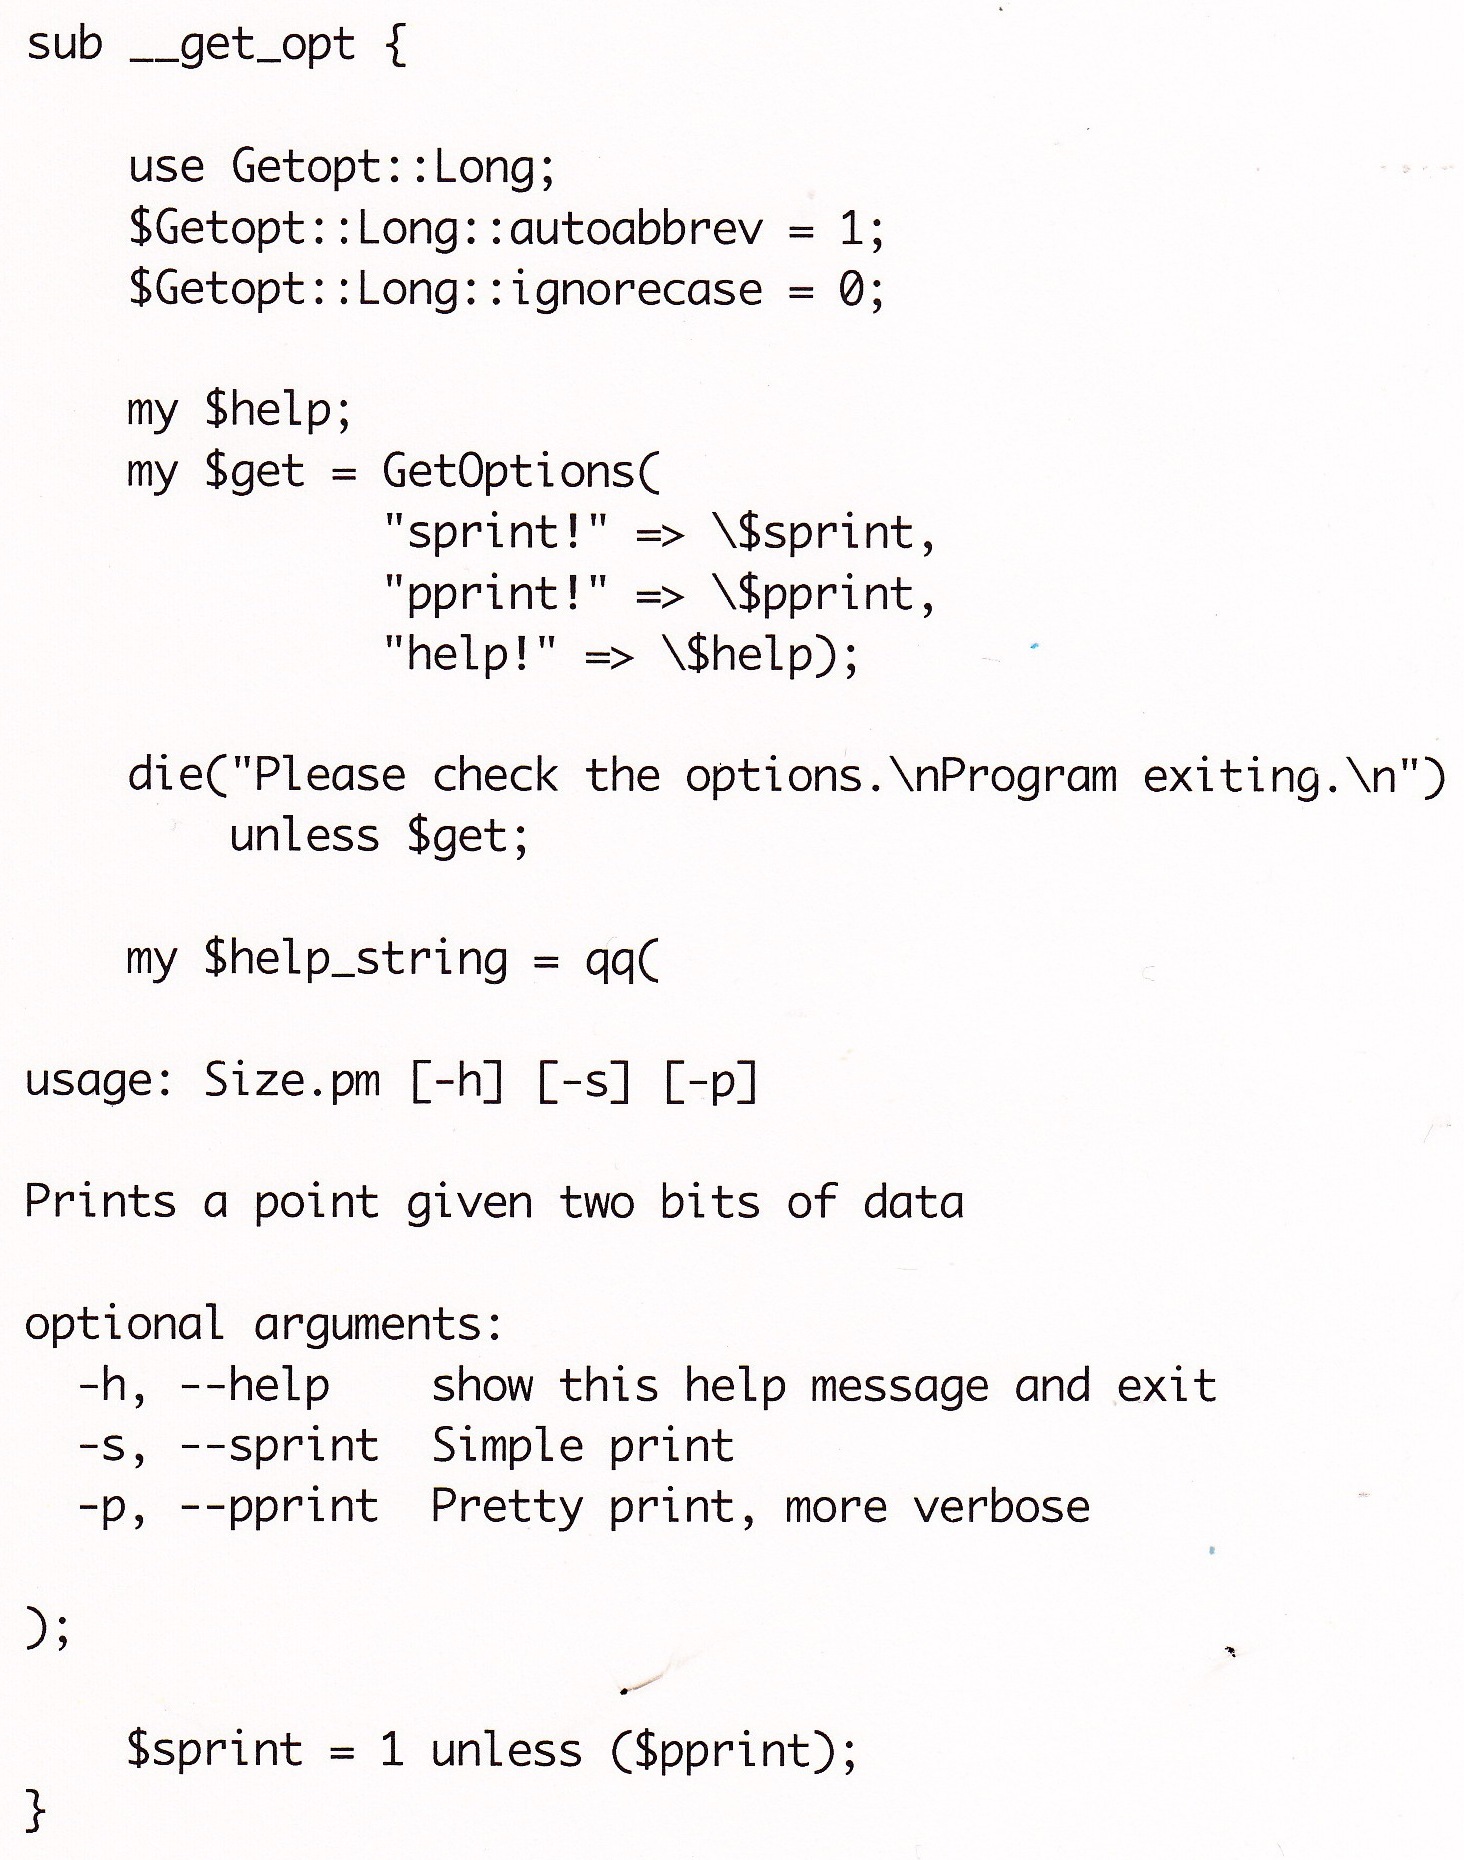 sub __get_opt {
    use Getopt::Long;
    $Getopt::Long::autoabbrev = 1;
    $Getopt::Long::ignorecase = 0;
    my $help;
    my $get = GetOptions(
              "sprint!" => \$sprint,
              "pprint!" => \$pprint,
              "help!" => \$help);
    die("Please check the options.\nProgram exiting.\n")
        unless $get;
    my $help_string = qq(
usage: Size.pm [-h] [-s] [-p]
Prints a point given two bits of data
optional arguments:
  -h, --help    show this help message and exit
  -s, --sprint  Simple print
  -p, --pprint  Pretty print, more verbose
);
    $sprint = 1 unless ($pprint);
}